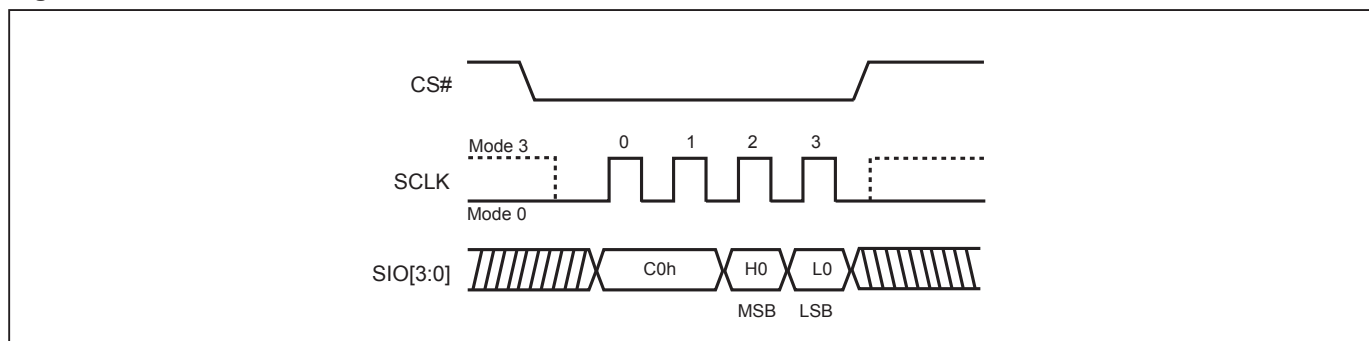 CS#
Mode 3
0 1 2 3
SCLK
Mode 0
SIO[3:0]
C0h H0 L0
MSB LSB